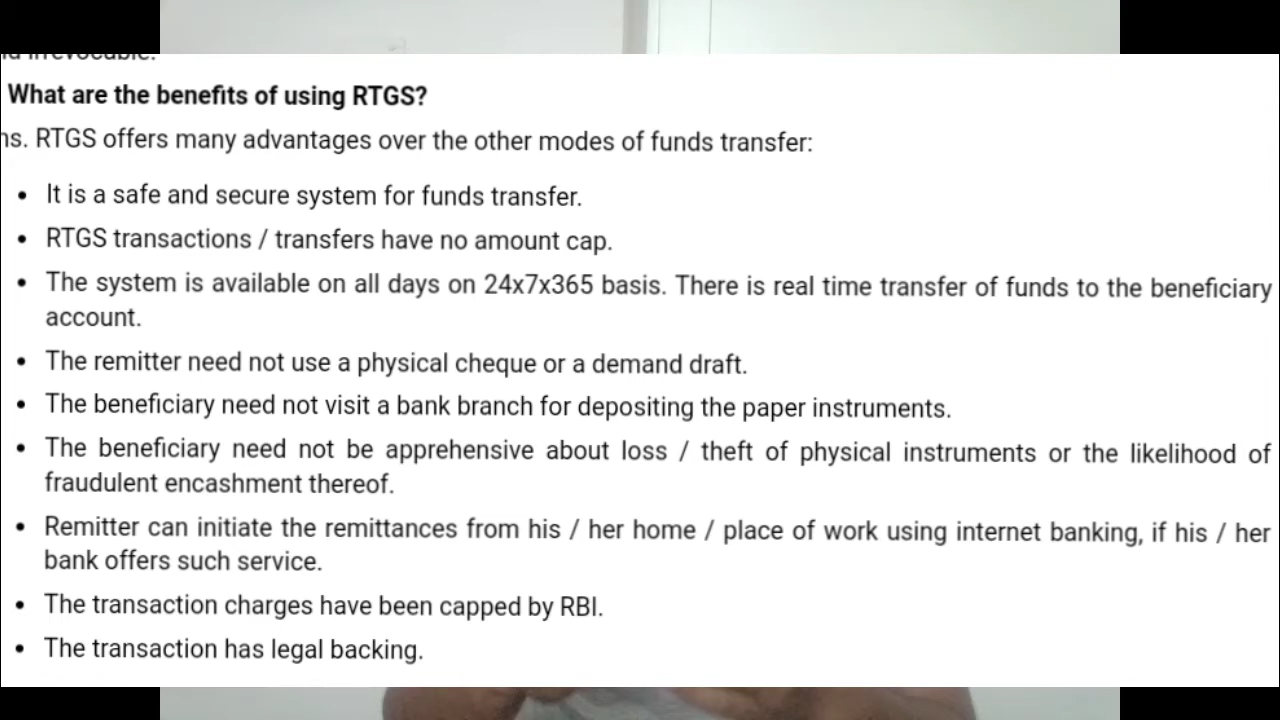 nd irrevocable.
What are the benefits of using RTGS?
ns. RTGS offers many advantages over the other modes of funds transfer:
• It is a safe and secure system for funds transfer.
• RTGS transactions / transfers have no amount cap.
• The system is available on all days on 24x7x365 basis. There is real time transfer of funds to the beneficiary
account.
• The remitter need not use a physical cheque or a demand draft.
• The beneficiary need not visit a bank branch for depositing the paper instruments.
• The beneficiary need not be apprehensive about loss / theft of physical instruments or the likelihood of
fraudulent encashment thereof.
• Remitter can initiate the remittances from his / her home / place of work using internet banking, if his / her
bank offers such service.
• The transaction charges have been capped by RBI.
• The transaction has legal backing.